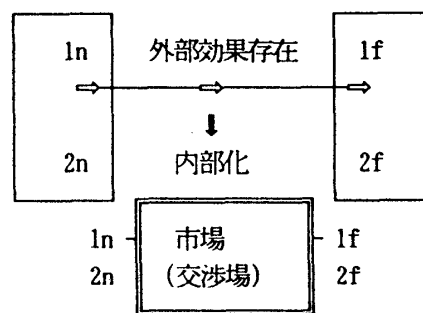 1n 外部効果存在 1f
2n 内部化 2f
1n 市場 1f
2n (交渉場) 2f